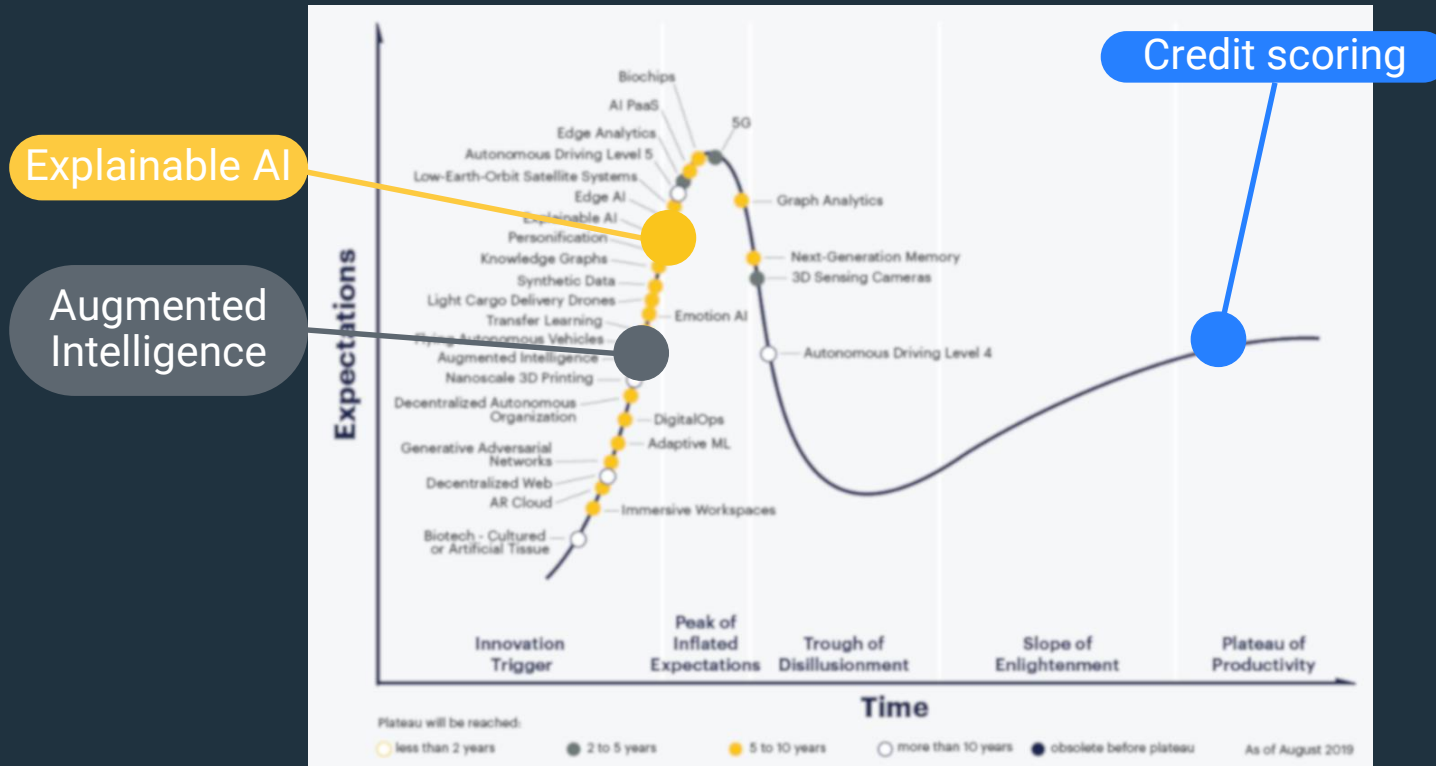 Credit scoring
Explainable AI
Augmented
Intelligence
Expectations
Biochips
AI PaaS
5G
Edge Analytics
Autonomous Driving Level 5
Low-Earth-Orbit Satellite Systems
Edge AI
Explainable AI
Personification
Knowledge Graphs
Synthetic Data
Light Cargo Delivery Drones
Transfer Learning
Flying Autonomous Vehicles
Augmented Intelligence
Nanoscale 3D Printing
Decentralized Autonomous
Organization
Generative Adversarial
Networks
Decentralized Web
AR Cloud
Biotech - Cultured
or Artificial Tissue
Emotion AI
DigitalOps
Adaptive ML
Immersive Workspaces
Graph Analytics
Next-Generation Memory
3D Sensing Cameras
Autonomous Driving Level 4
Innovation
Trigger
Peak of
Inflated
Expectations
Trough of
Disillusionment
Slope of
Enlightenment
Plateau of
Productivity
Time
Plateau will be reached:
less than 2 years
2 to 5 years
5 to 10 years
more than 10 years
obsolete before plateau
As of August 2019